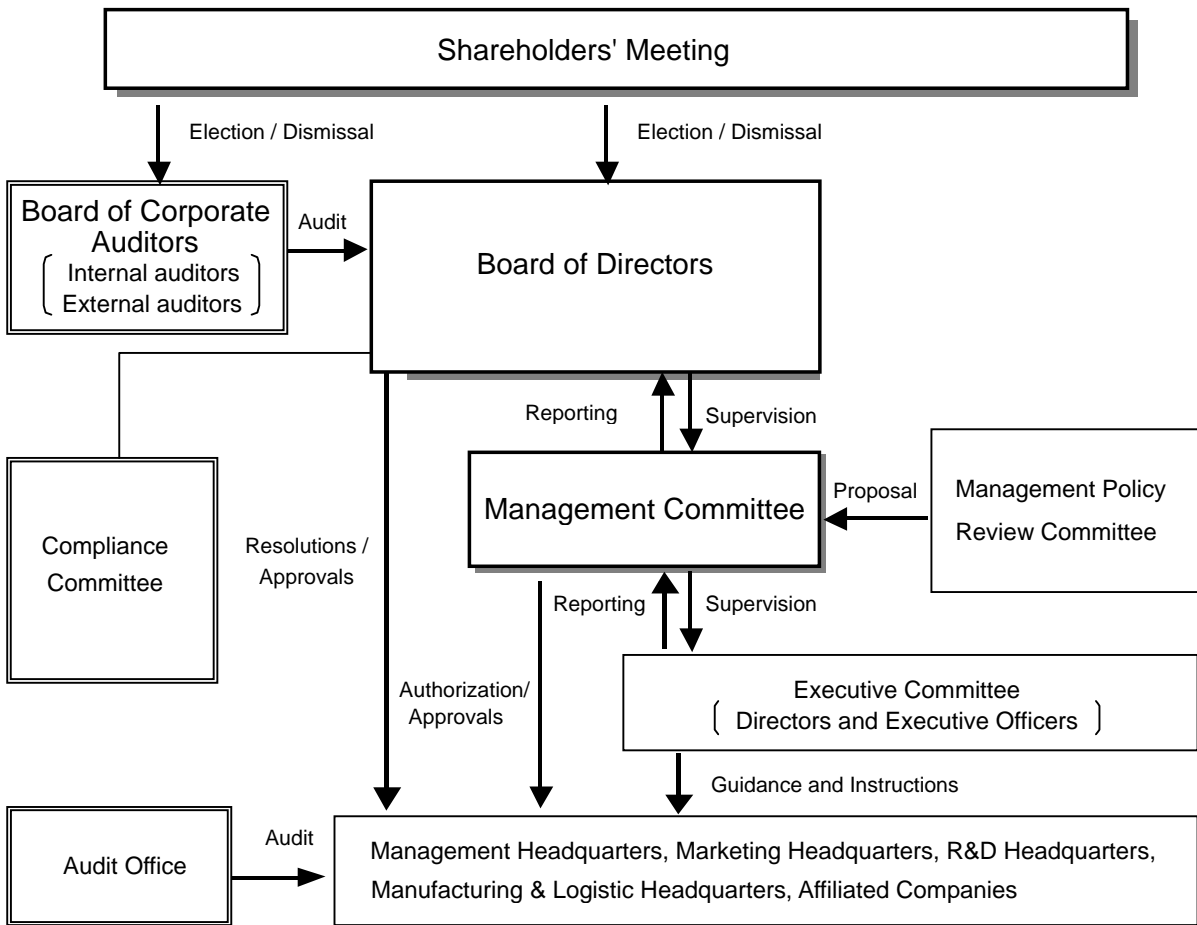 Shareholders' Meeting
Election / Dismissal
Election / Dismissal
Board of Corporate
Auditors
Internal auditors
External auditors
Audit
Board of Directors
Reporting
Supervision
Management Committee
Proposal
Management Policy
Review Committee
Compliance
Committee
Resolutions /
Approvals
Reporting
Supervision
Authorization/
Approvals
Executive Committee
Directors and Executive Officers
Guidance and Instructions
Audit Office
Audit
Management Headquarters, Marketing Headquarters, R&D Headquarters,
Manufacturing & Logistic Headquarters, Affiliated Companies